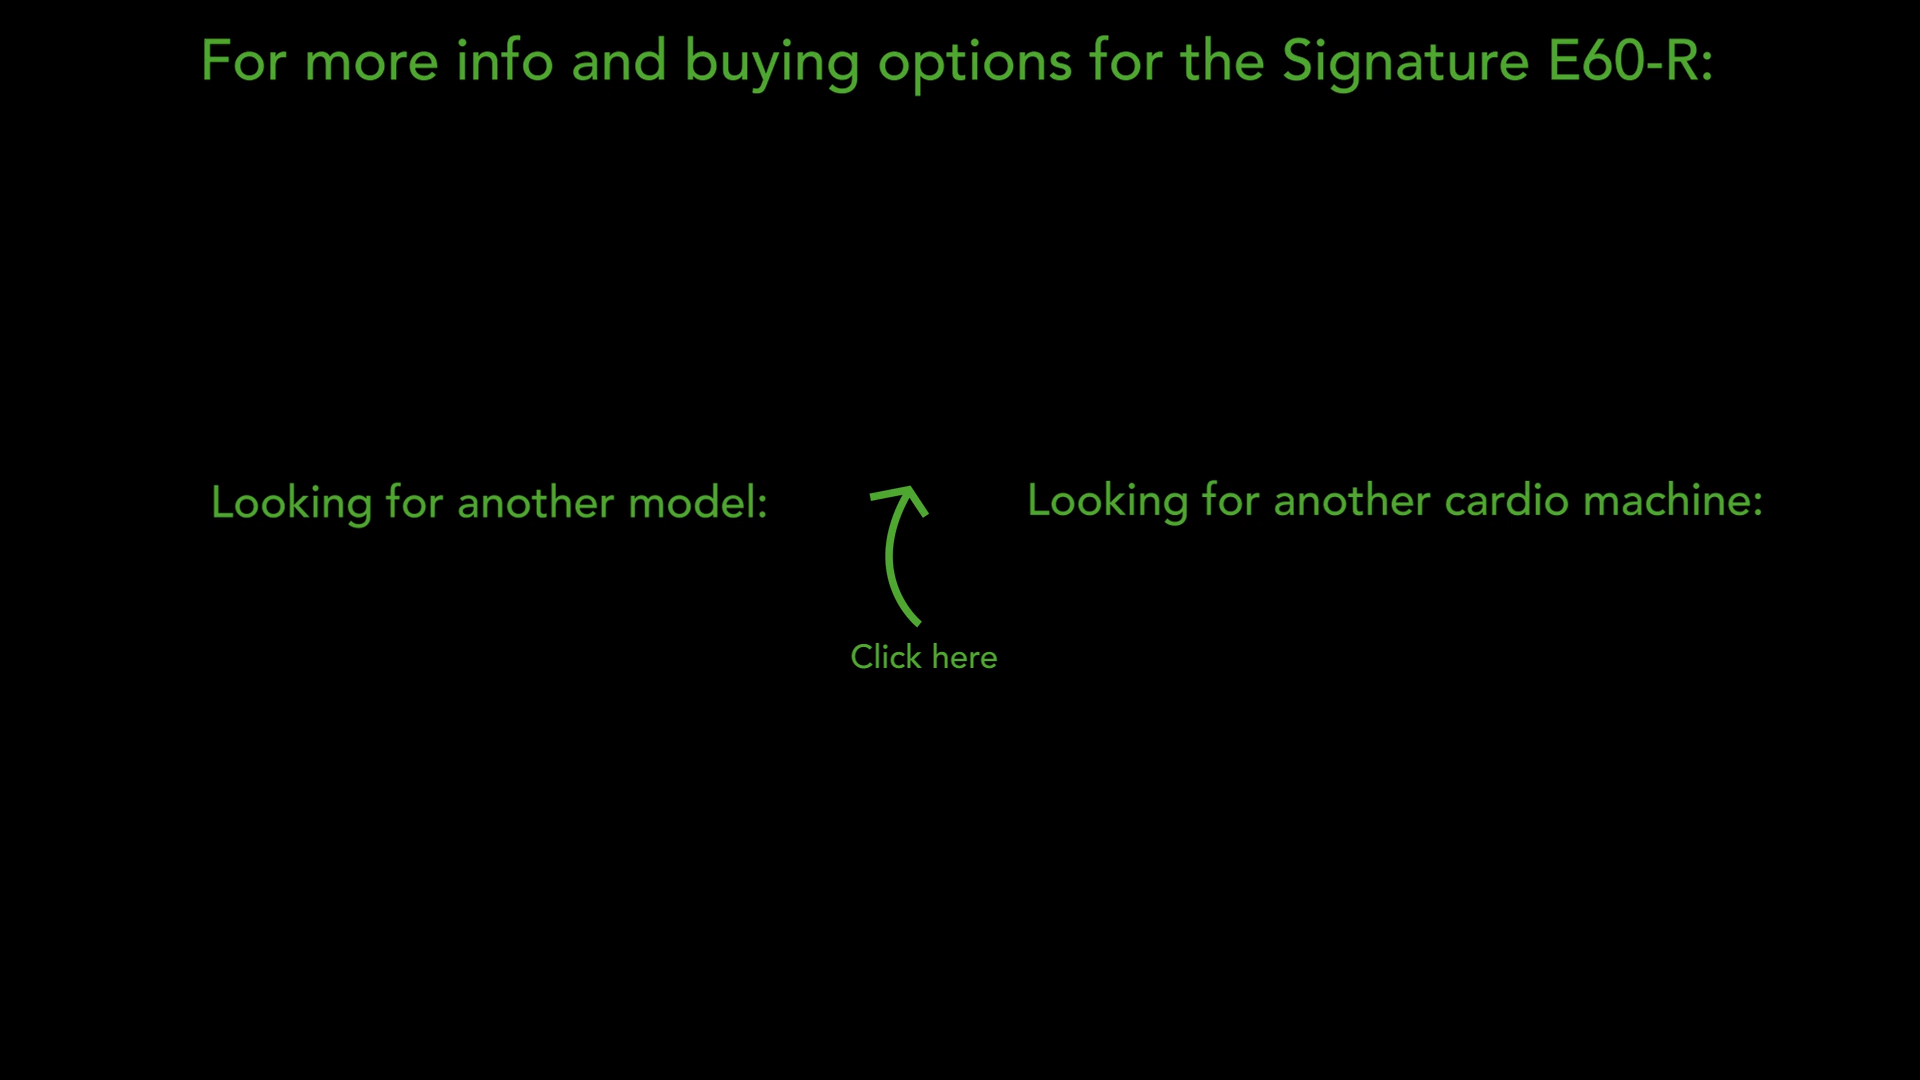 For more info and buying options for the Signature E60-R:
Looking for another model:
Looking for another cardio machine:
Click here